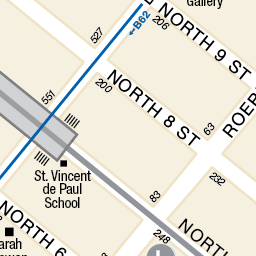 Gallery
←B62
206
NORTH 9 ST
527
200
NORTH 8 ST
551
63
St. Vincent
de Paul
School
232
83
NORTH
248
NORTH 6